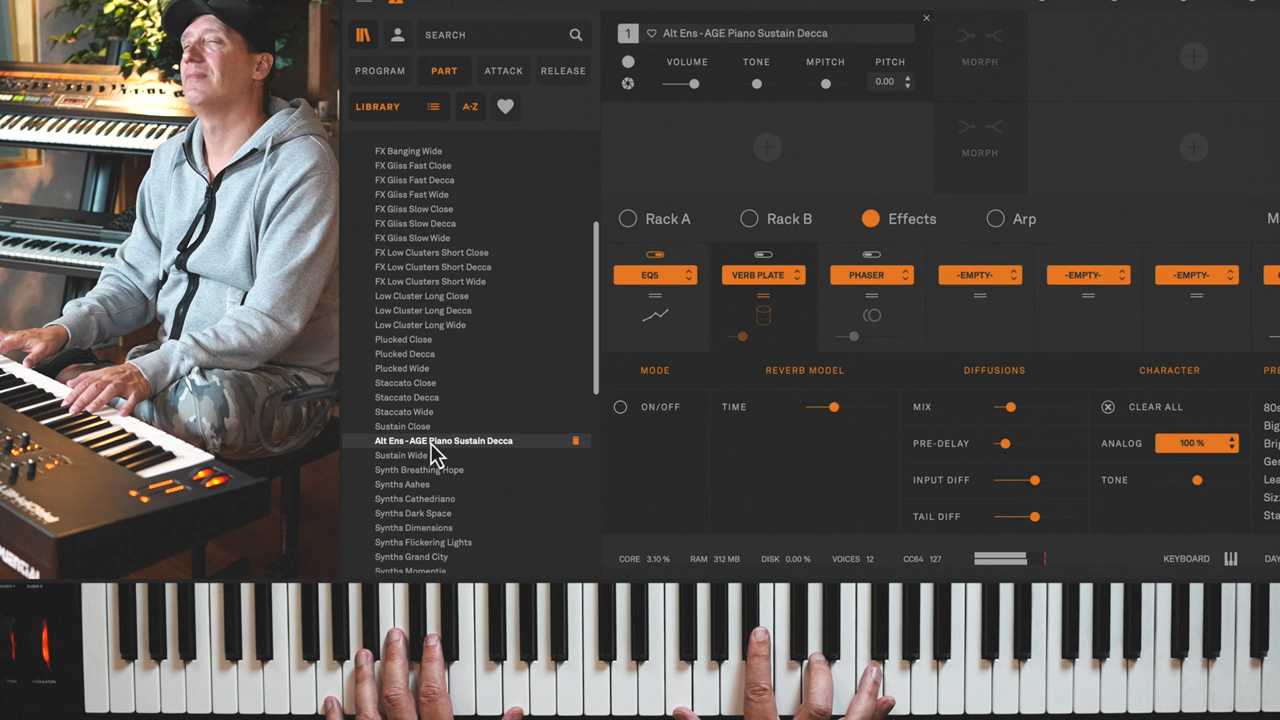 SEARCH
PROGRAM PART ATTACK RELEASE
LIBRARY A-Z
FX Banging Wide
FX Gliss Fast Close
FX Gliss Fast Decca
FX Gliss Fast Wide
FX Gliss Slow Close
FX Gliss Slow Decca
FX Gliss Slow Wide
FX Low Clusters Short Close
FX Low Clusters Short Decca
FX Low Clusters Short Wide
Low Cluster Long Close
Low Cluster Long Decca
Low Cluster Long Wide
Plucked Close
Plucked Decca
Plucked Wide
Staccato Close
Staccato Decca
Staccato Wide
Sustain Close
Alt Ens - AGE Piano Sustain Decca
Sustain Wide
Synth Breathing Hope
Synths Ashes
Synths Cathedriano
Synths Dark Space
Synths Dimensions
Synths Flickering Lights
Synths Grand City
Synths Momentia
1 Alt Ens - AGE Piano Sustain Decca
VOLUME TONE MPITCH PITCH
0.00
MORPH
MORPH
Rack A Rack B Effects Arp
EQ5 VERB PLATE PHASER -EMPTY- -EMPTY- -EMPTY-
MODE REVERB MODEL DIFFUSIONS CHARACTER
ON/OFF TIME MIX CLEAR ALL
PRE-DELAY ANALOG 100 %
INPUT DIFF TONE
TAIL DIFF
CORE 3.10 % RAM 312 MB DISK 0.00 % VOICES 12 CC64 127 KEYBOARD